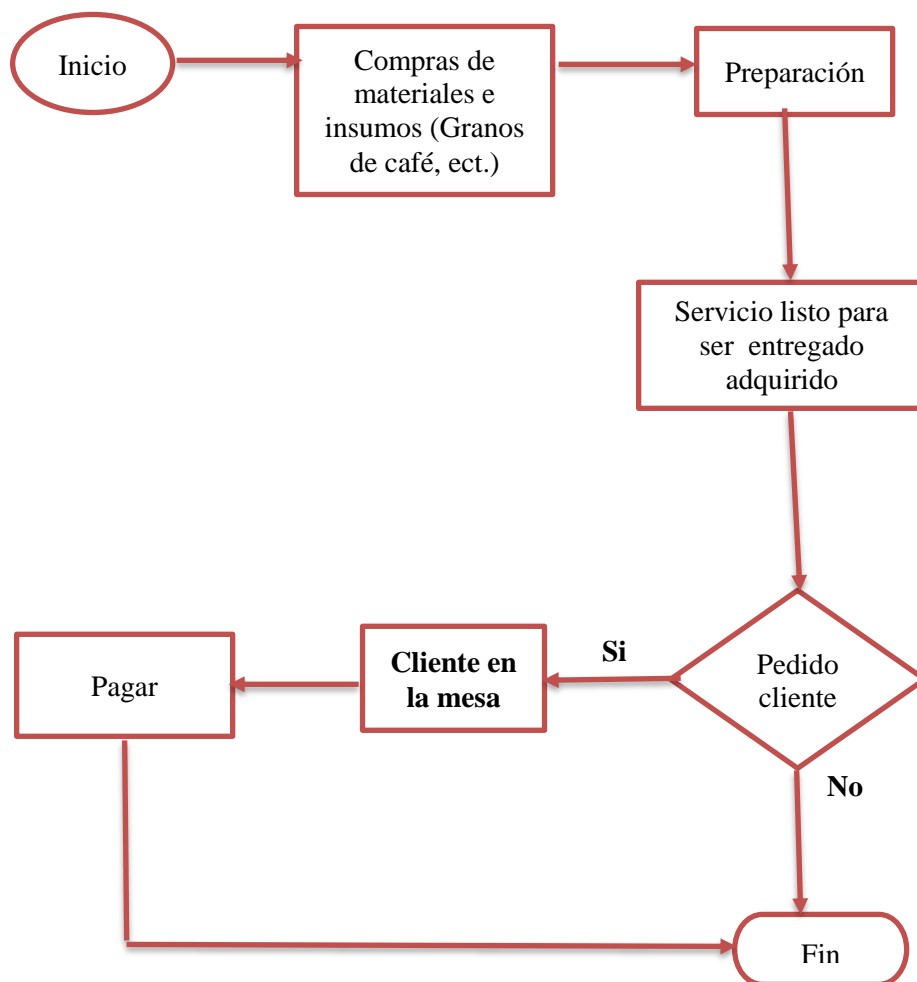 Inicio
Compras de
materiales e
insumos (Granos
de café, ect.)
Preparación
Servicio listo para
ser entregado
adquirido
Pedido
cliente
Si
Cliente en
la mesa
Pagar
No
Fin